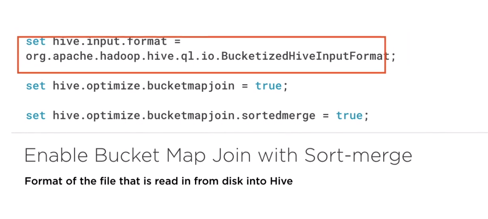 set hive.input.format =
org.apache.hadoop.hive.ql.io.BucketizedHiveInputFormat;
set hive.optimize.bucketmapjoin = true;
set hive.optimize.bucketmapjoin.sortedmerge = true;
Enable Bucket Map Join with Sort-merge
Format of the file that is read in from disk into Hive